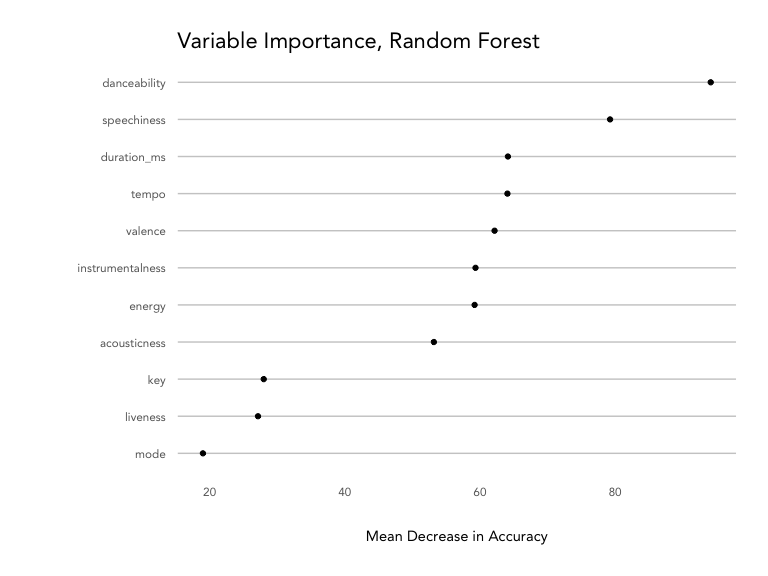 Variable Importance, Random Forest
danceability
speechiness
duration_ms
tempo
valence
instrumentalness
energy
acousticness
key
liveness
mode
20 40 60 80
Mean Decrease in Accuracy